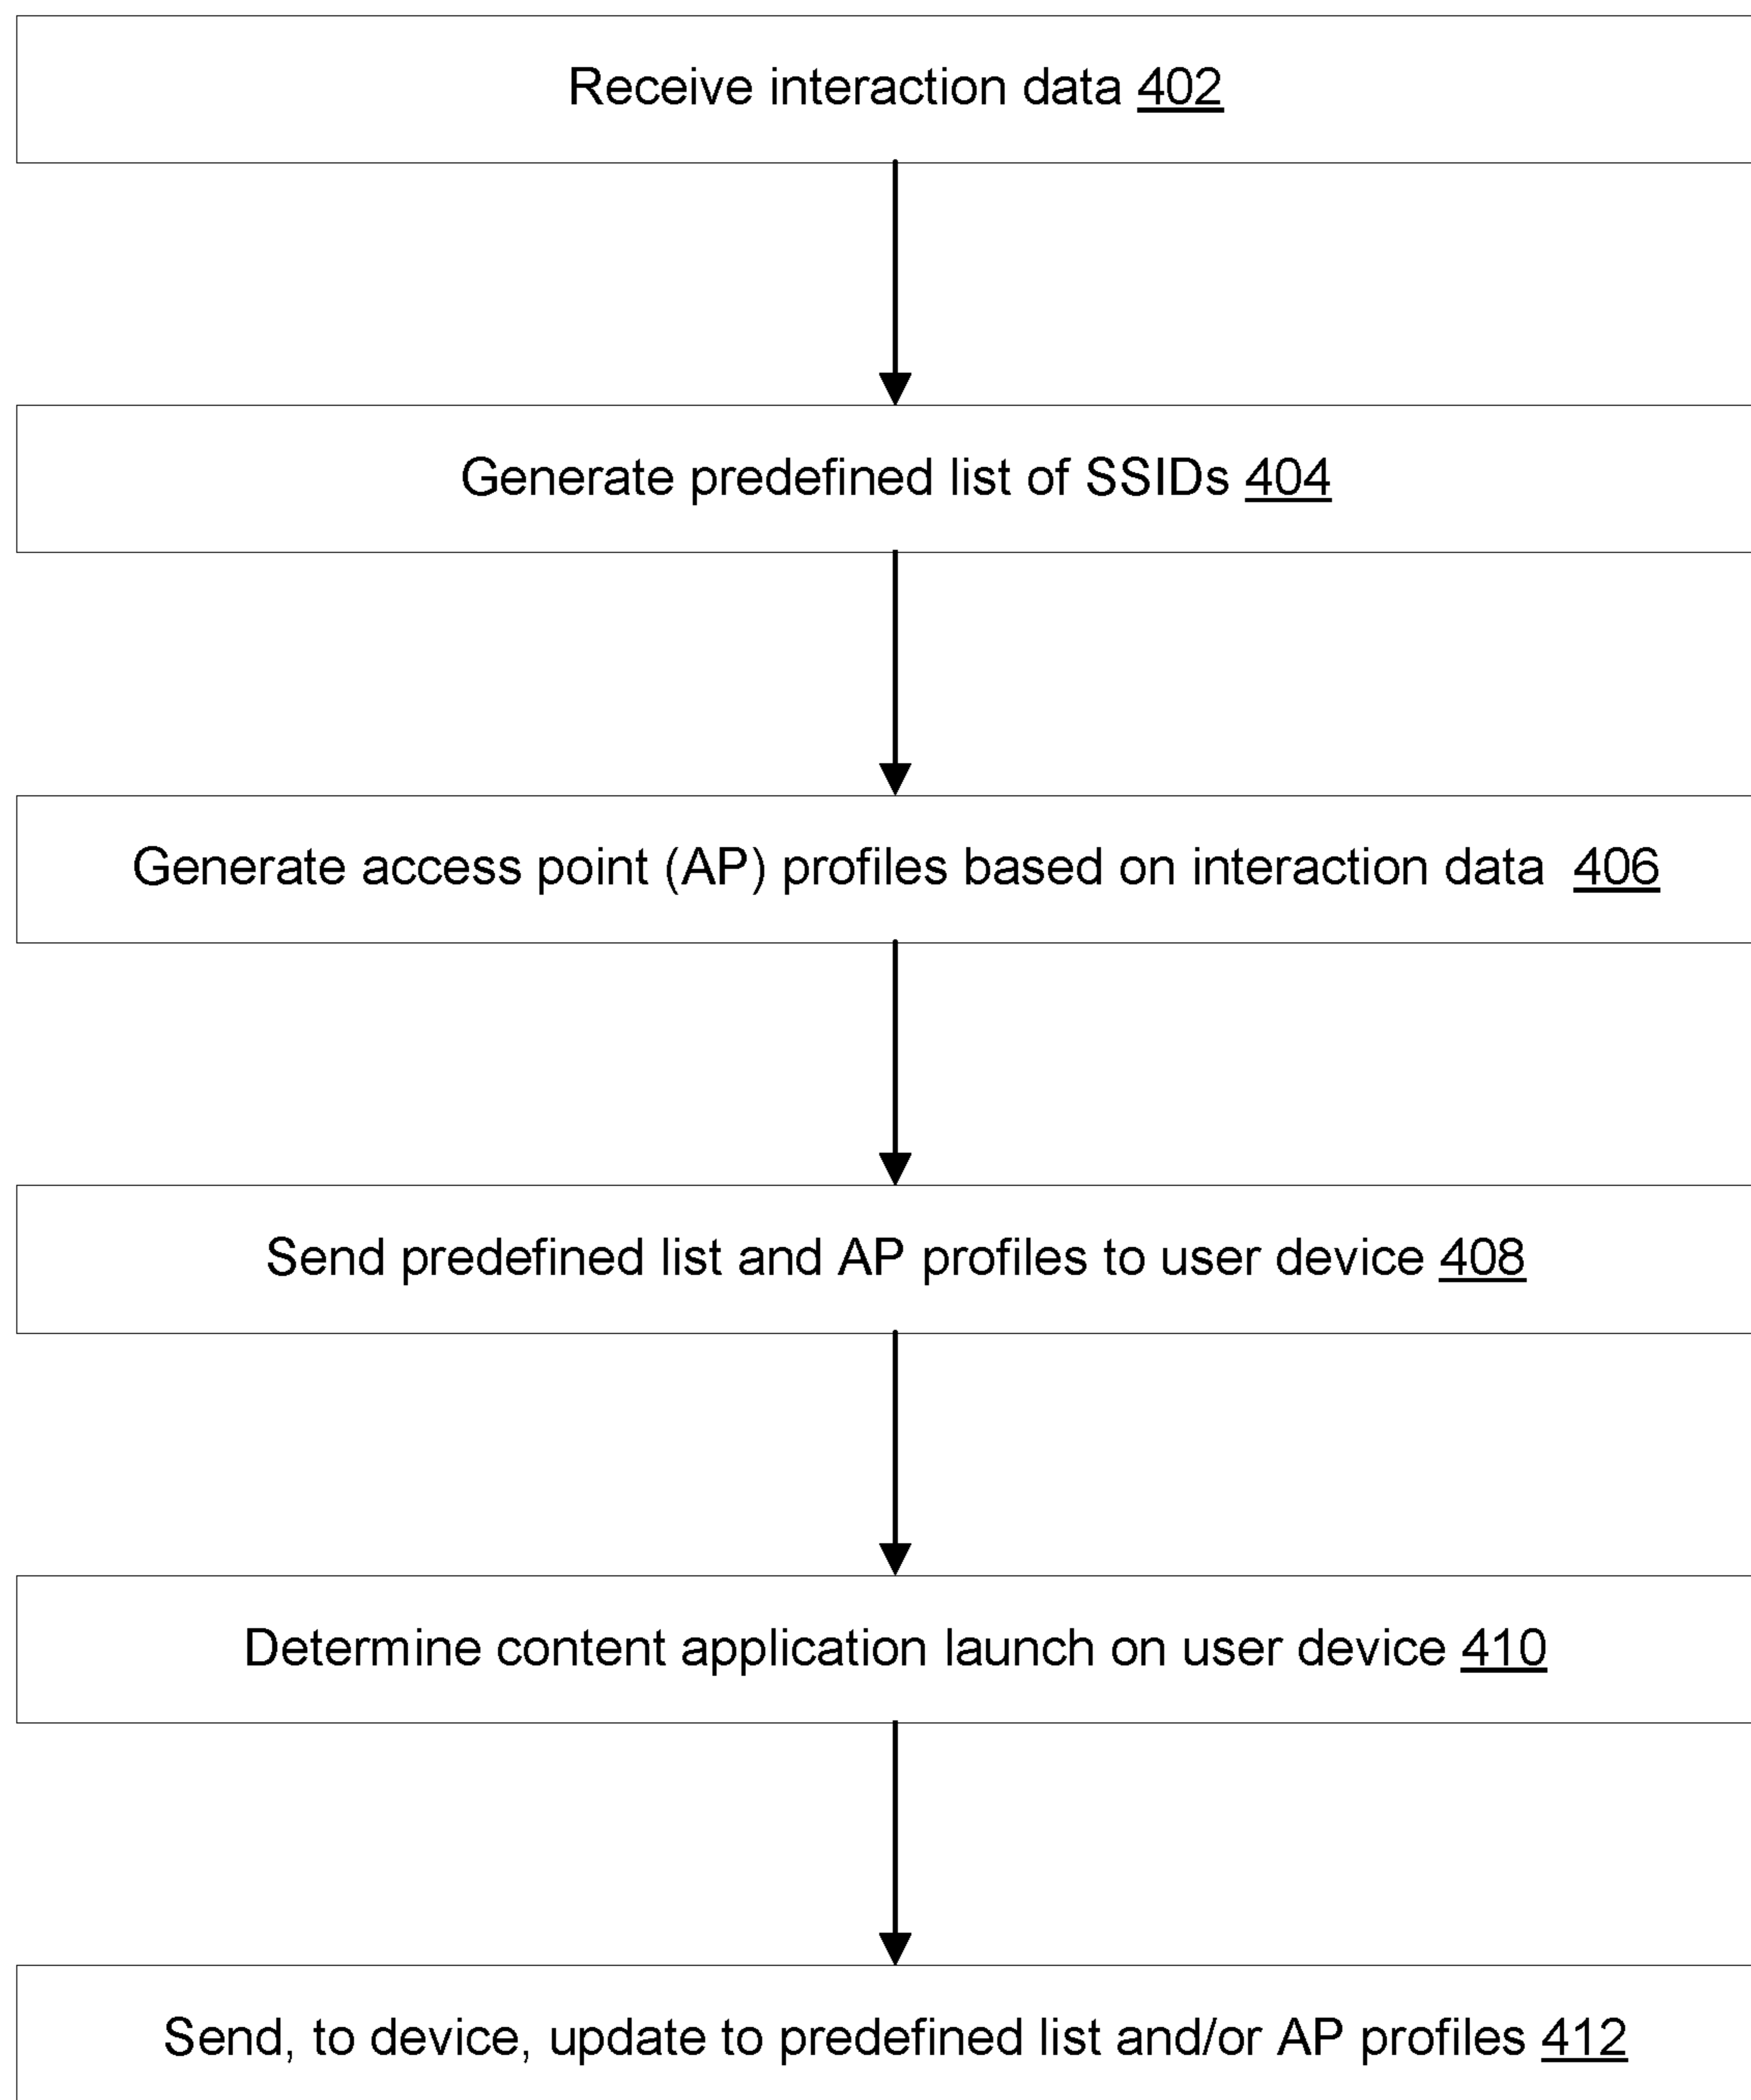 Receive interaction data 402
Generate predefined list of SSIDs 404
Generate access point (AP) profiles based on interaction data 406
Send predefined list and AP profiles to user device 408
Determine content application launch on user device 410
Send, to device, update to predefined list and/or AP profiles 412